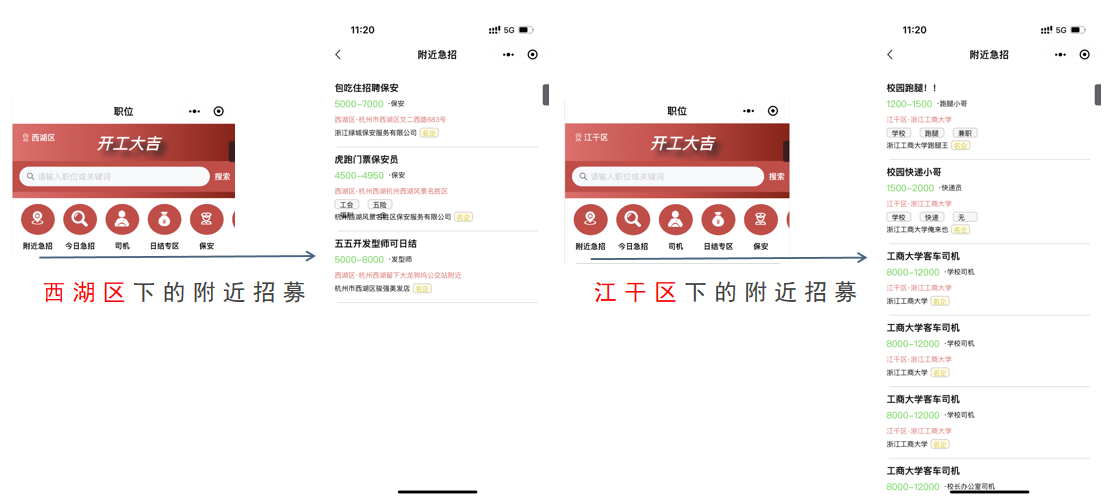 职位
西湖区
开工大吉
请输入职位或关键词
搜索
附近急招 今日急招 司机 日结专区 保安
西湖区下的附近招募
11:20
5G
附近急招
包吃住招聘保安
5000-7000 ·保安
西湖区·杭州市西湖区文二西路683号
浙江绿城保安服务有限公司 名企
虎跑门票保安员
4500-4950 ·保安
西湖区·杭州西湖杭州西湖风景名胜区
工会 五险
杭州西湖风景名胜区保安服务有限公司 名企
五五开发型师可日结
5000-8000 ·发型师
西湖区·杭州西湖留下大龙驹坞公交站附近
杭州市西湖区骏强美发店 名企
职位
江干区
开工大吉
请输入职位或关键词
搜索
附近急招 今日急招 司机 日结专区 保安
江干区下的附近招募
11:20
5G
附近急招
校园跑腿！！
1200-1500 ·跑腿小哥
江干区·浙江工商大学
学校 跑腿 兼职
浙江工商大学跑腿王 名企
校园快递小哥
1500-2000 ·快递员
江干区·浙江工商大学
学校 快递 无
浙江工商大学俺来也 名企
工商大学客车司机
8000-12000 ·学校司机
江干区·浙江工商大学
浙江工商大学 名企
工商大学客车司机
8000-12000 ·学校司机
江干区·浙江工商大学
浙江工商大学 名企
工商大学客车司机
8000-12000 ·学校司机
江干区·浙江工商大学
浙江工商大学 名企
工商大学客车司机
8000-12000 ·校长办公室司机